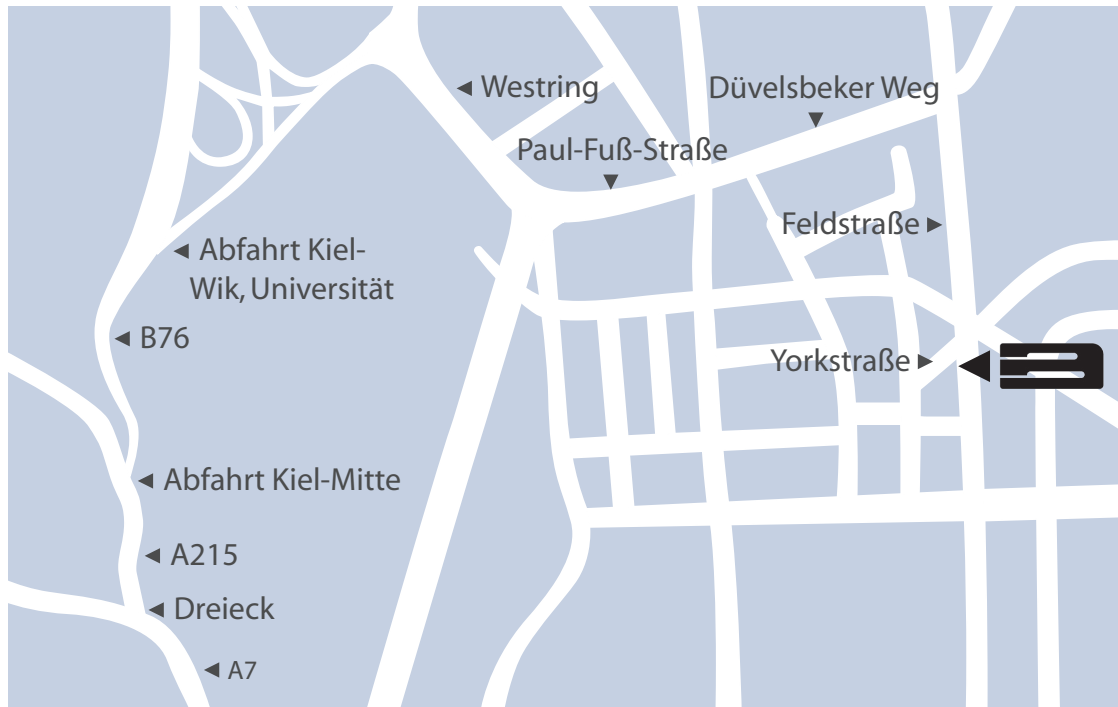 Westring
Düvelsbeker Weg
Paul-Fuß-Straße
Feldstraße
Abfahrt Kiel-
Wik, Universität
B76
Yorkstraße
Abfahrt Kiel-Mitte
A215
Dreieck
A7